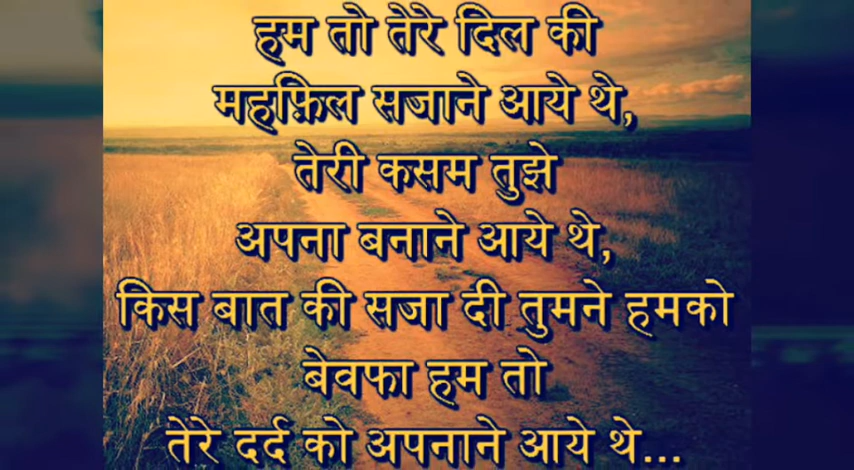 हम तो तेरे दिल की
महफ़िल सजाने आये थे,
तेरी कसम तुझे
अपना बनाने आये थे,
किस बात की सजा दी तुमने हमको
बेवफा हम तो
तेरे दर्द को अपनाने आये थे...